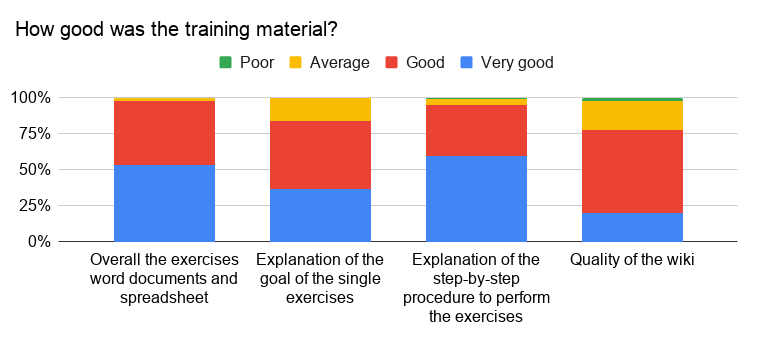 How good was the training material?
Poor Average Good Very good
100%
75%
50%
25%
0%
Overall the exercises
word documents and
spreadsheet
Explanation of the
goal of the single
exercises
Explanation of the
step-by-step
procedure to perform
the exercises
Quality of the wiki